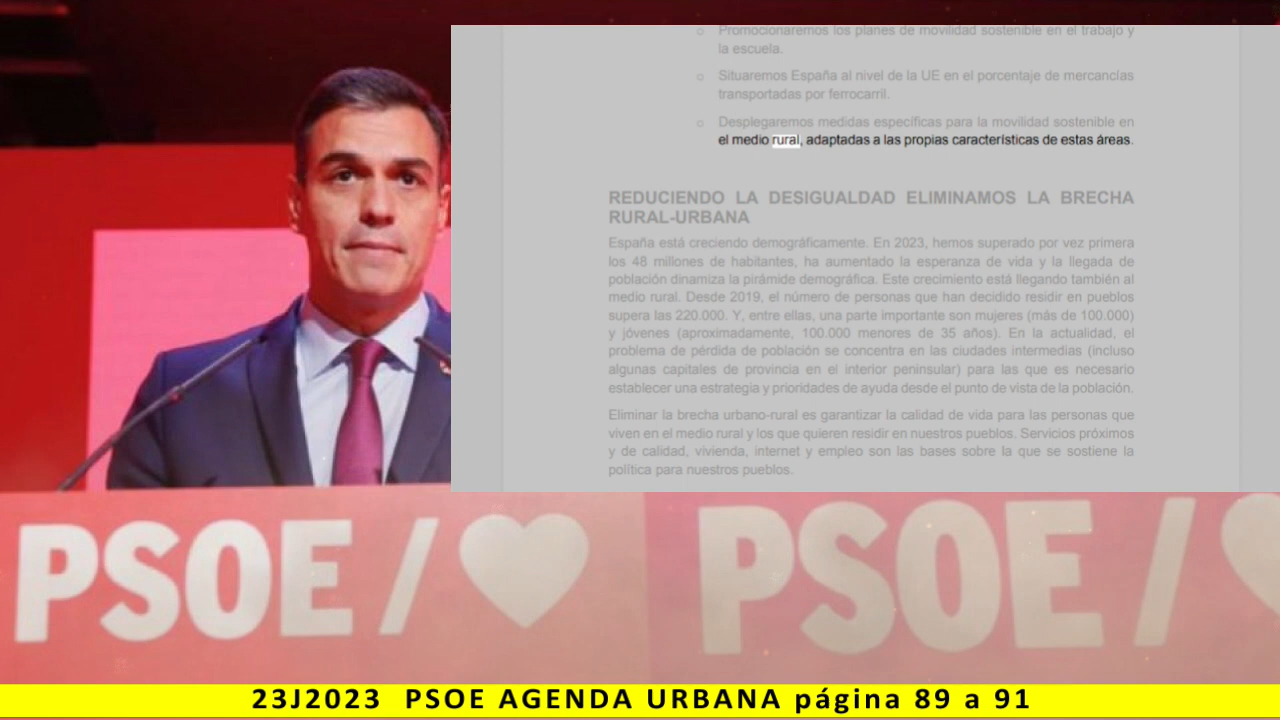 Promocionaremos los planes de movilidad sostenible en el trabajo y
la escuela.
○ Situaremos España al nivel de la UE en el porcentaje de mercancías
transportadas por ferrocarril.
○ Desplegaremos medidas específicas para la movilidad sostenible en
el medio rural, adaptadas a las propias características de estas áreas.
REDUCIENDO LA DESIGUALDAD ELIMINAMOS LA BRECHA
RURAL-URBANA
España está creciendo demográficamente. En 2023, hemos superado por vez primera
los 48 millones de habitantes, ha aumentado la esperanza de vida y la llegada de
población dinamiza la pirámide demográfica. Este crecimiento está llegando también al
medio rural. Desde 2019, el número de personas que han decidido residir en pueblos
supera las 220.000. Y, entre ellas, una parte importante son mujeres (más de 100.000)
y jóvenes (aproximadamente, 100.000 menores de 35 años). En la actualidad, el
problema de pérdida de población se concentra en las ciudades intermedias (incluso
algunas capitales de provincia en el interior peninsular) para las que es necesario
establecer una estrategia y prioridades de ayuda desde el punto de vista de la población.
Eliminar la brecha urbano-rural es garantizar la calidad de vida para las personas que
viven en el medio rural y los que quieren residir en nuestros pueblos. Servicios próximos
y de calidad, vivienda, internet y empleo son las bases sobre la que se sostiene la
política para nuestros pueblos.
PSOE / PSOE /
23J2023 PSOE AGENDA URBANA página 89 a 91